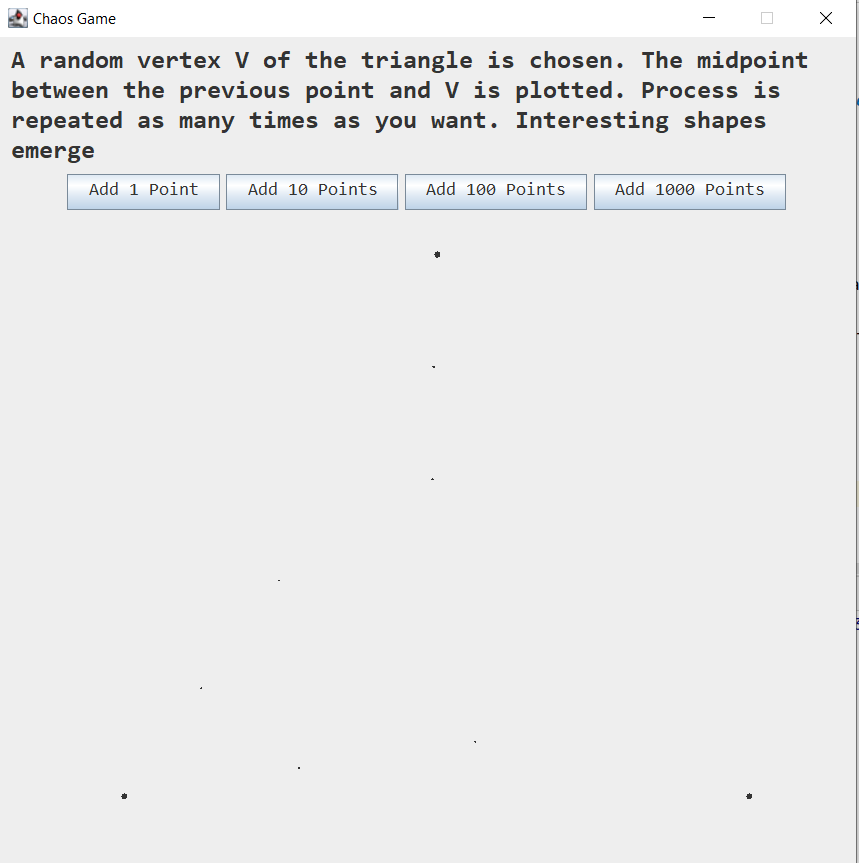 Chaos Game
A random vertex V of the triangle is chosen. The midpoint
between the previous point and V is plotted. Process is
repeated as many times as you want. Interesting shapes
emerge
Add 1 Point Add 10 Points Add 100 Points Add 1000 Points